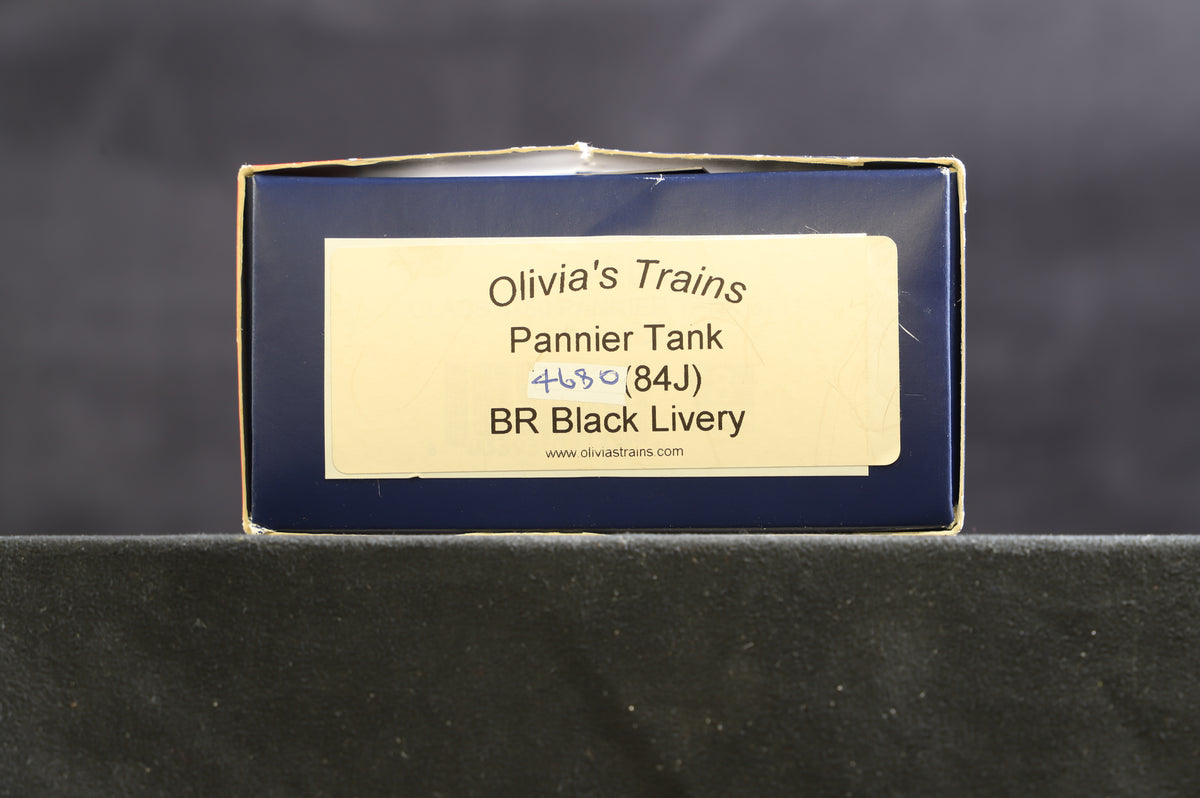 Olivia's Trains
Pannier Tank
4680 (84J)
BR Black Livery
www.oliviastrains.com